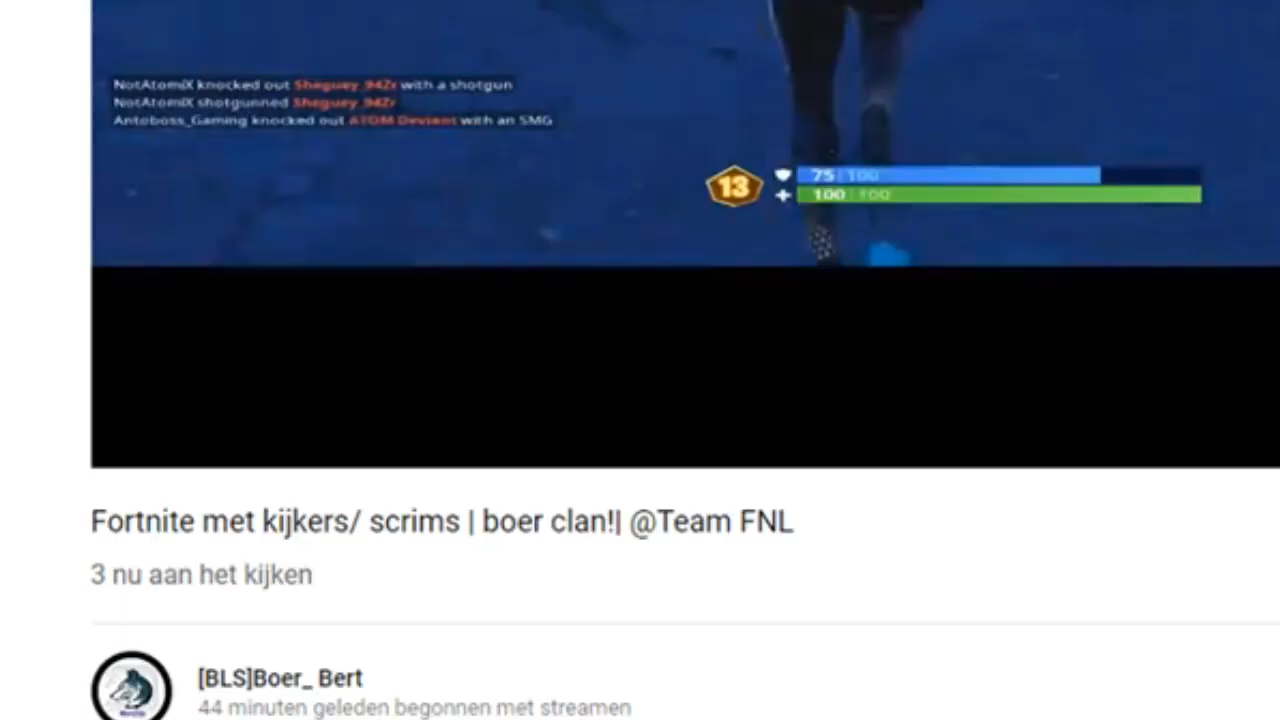 NotAtomiX knocked out Sheguey_94Zr with a shotgun
NotAtomiX shotgunned Sheguey_94Zr
Antoboss_Gaming knocked out ATOM Deviant with an SMG
13
75 | 100
100 | 100
Fortnite met kijkers/ scrims | boer clan!| @Team FNL
3 nu aan het kijken
[BLS]Boer_ Bert
44 minuten geleden begonnen met streamen